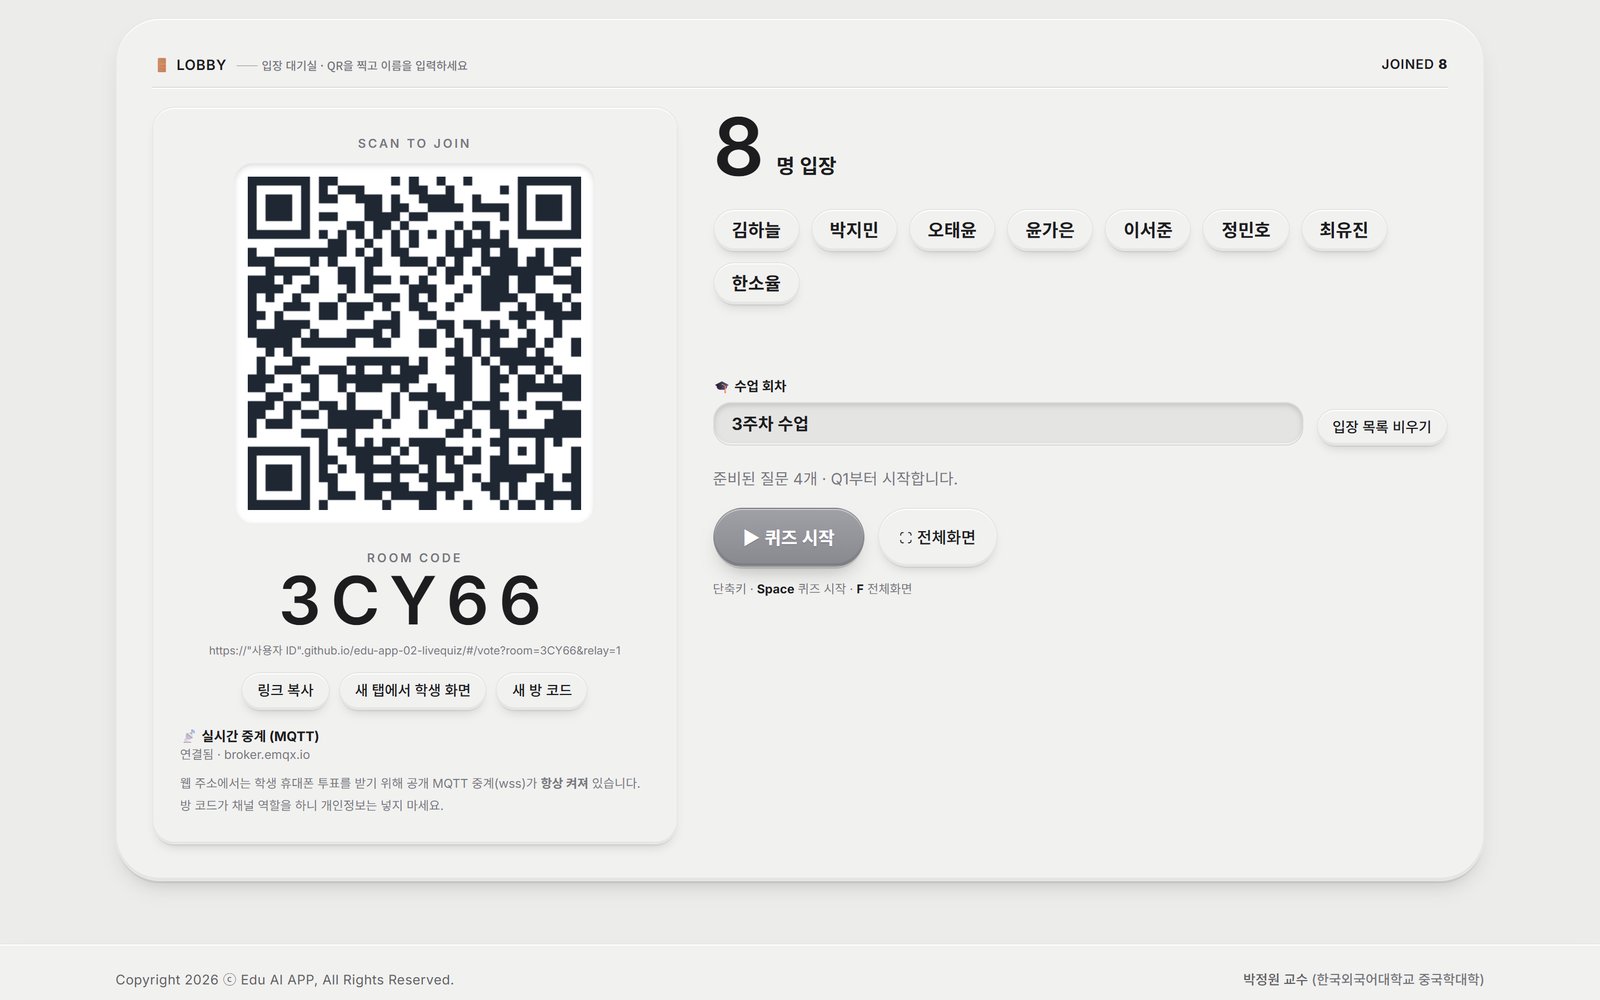 LOBBY — 입장 대기실 · QR을 찍고 이름을 입력하세요
JOINED 8
SCAN TO JOIN
ROOM CODE
3CY66
https://"사용자 ID".github.io/edu-app-02-livequiz/#/vote?room=3CY66&relay=1
링크 복사 새 탭에서 학생 화면 새 방 코드
실시간 중계 (MQTT)
연결됨 · broker.emqx.io
웹 주소에서는 학생 휴대폰 투표를 받기 위해 공개 MQTT 중계(wss)가 항상 켜져 있습니다.
방 코드가 채널 역할을 하니 개인정보는 넣지 마세요.
8 명 입장
김하늘 박지민 오태윤 윤가은 이서준 정민호 최유진
한소율
수업 회차
3주차 수업
입장 목록 비우기
준비된 질문 4개 · Q1부터 시작합니다.
▶ 퀴즈 시작 전체화면
단축키 · Space 퀴즈 시작 · F 전체화면
Copyright 2026 ⓒ Edu AI APP, All Rights Reserved.
박정원 교수 (한국외국어대학교 중국학대학)